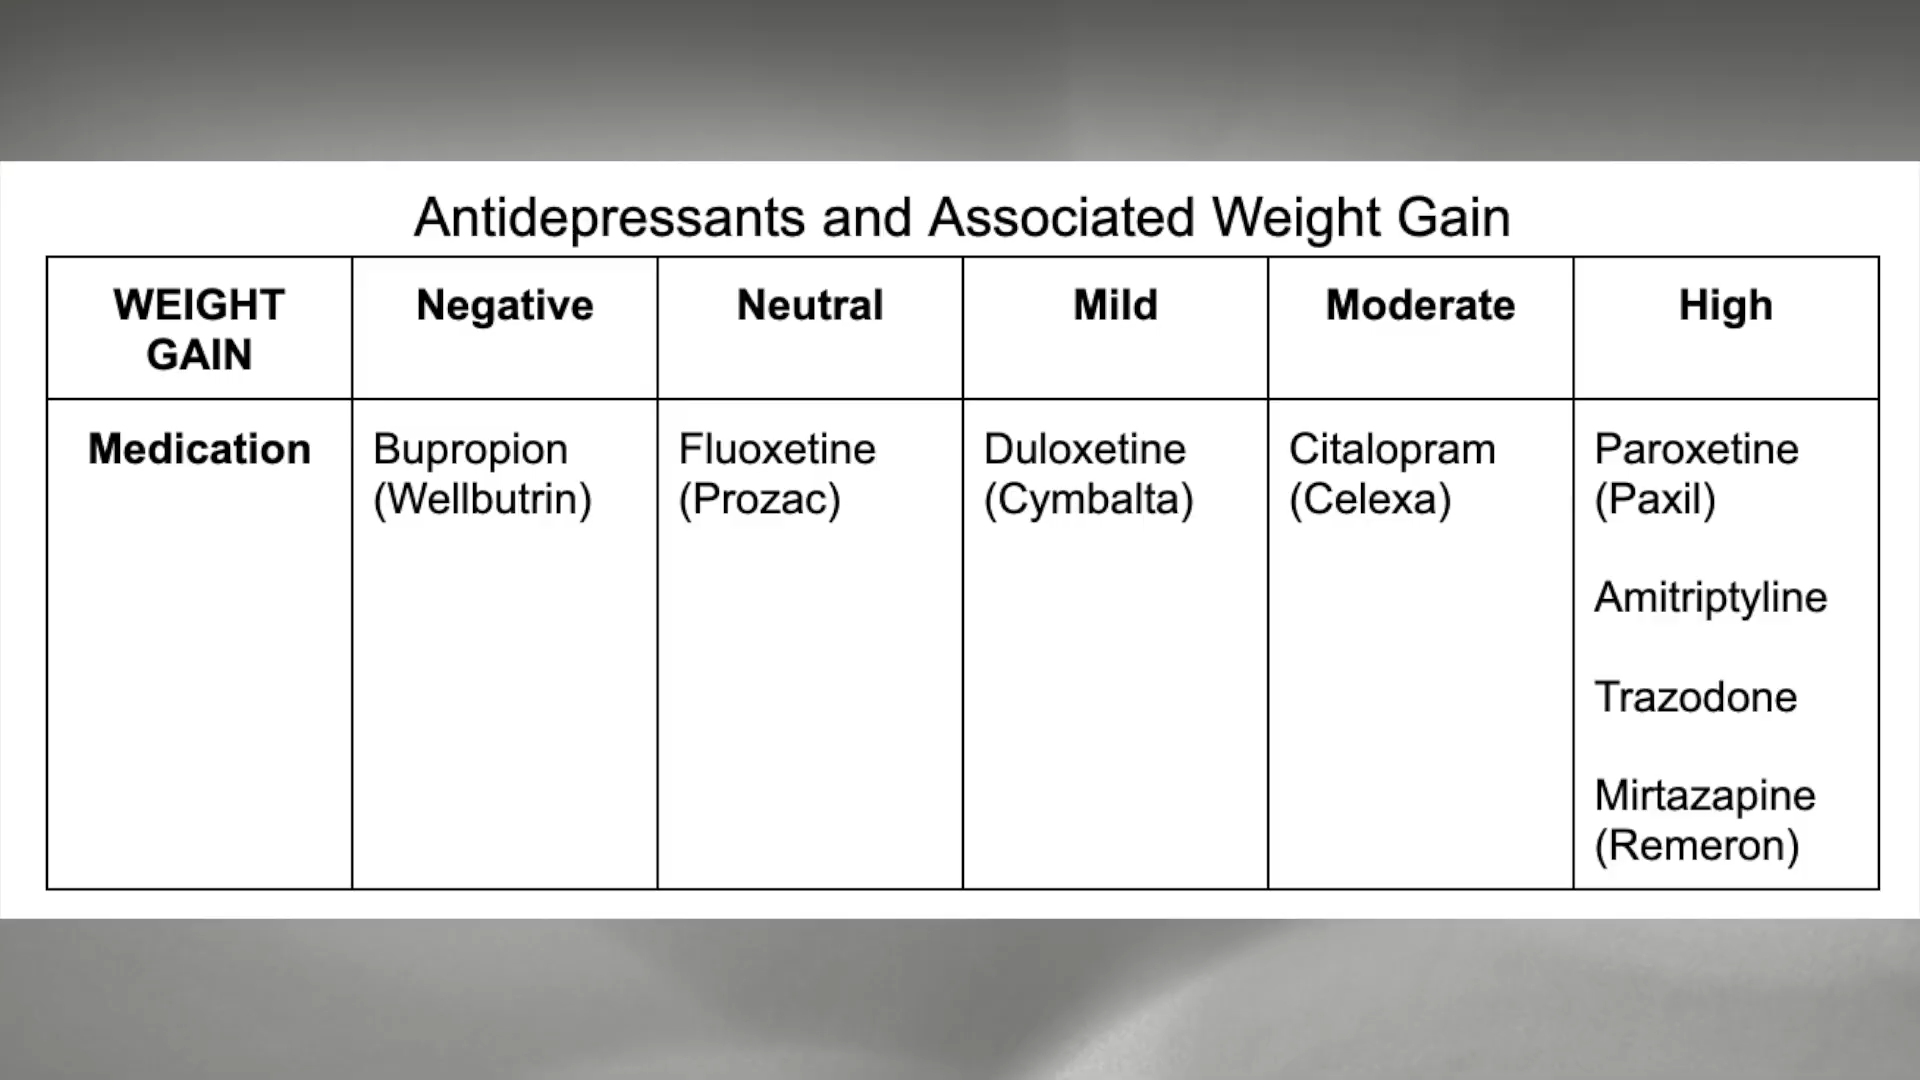 Antidepressants and Associated Weight Gain
WEIGHT GAIN
Negative
Neutral
Mild
Moderate
High
Medication
Bupropion
(Wellbutrin)
Fluoxetine
(Prozac)
Duloxetine
(Cymbalta)
Citalopram
(Celexa)
Paroxetine
(Paxil)
Amitriptyline
Trazodone
Mirtazapine
(Remeron)